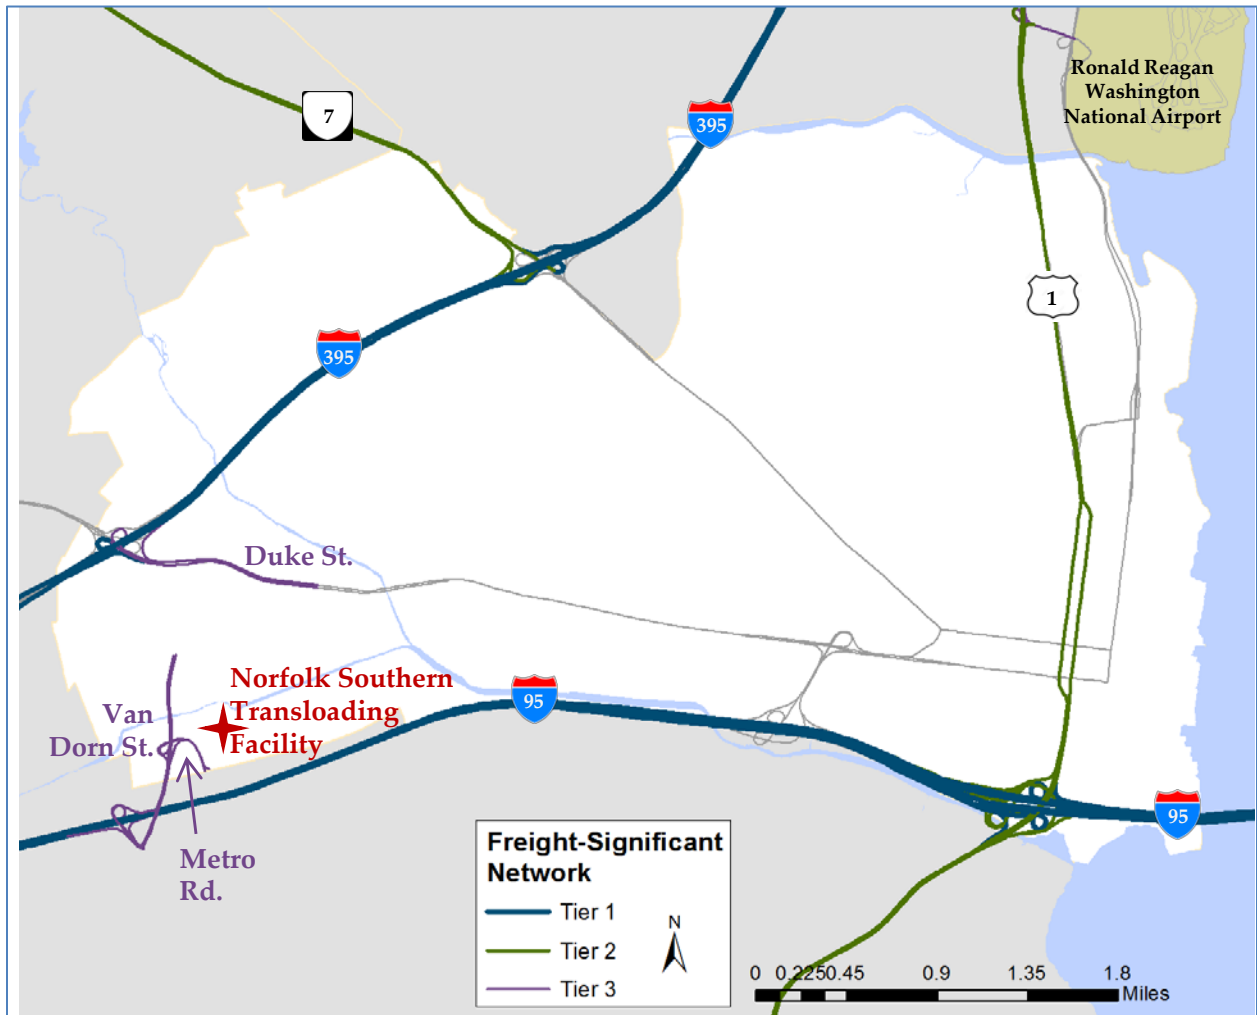 7
395
Ronald Reagan
Washington
National Airport
1
395
Duke St.
Norfolk Southern
Transloading
Facility
Van
Dorn St.
95
Metro
Rd.
95
Freight-Significant
Network
Tier 1
Tier 2
Tier 3
N
0 0.225 0.45 0.9 1.35 1.8
Miles